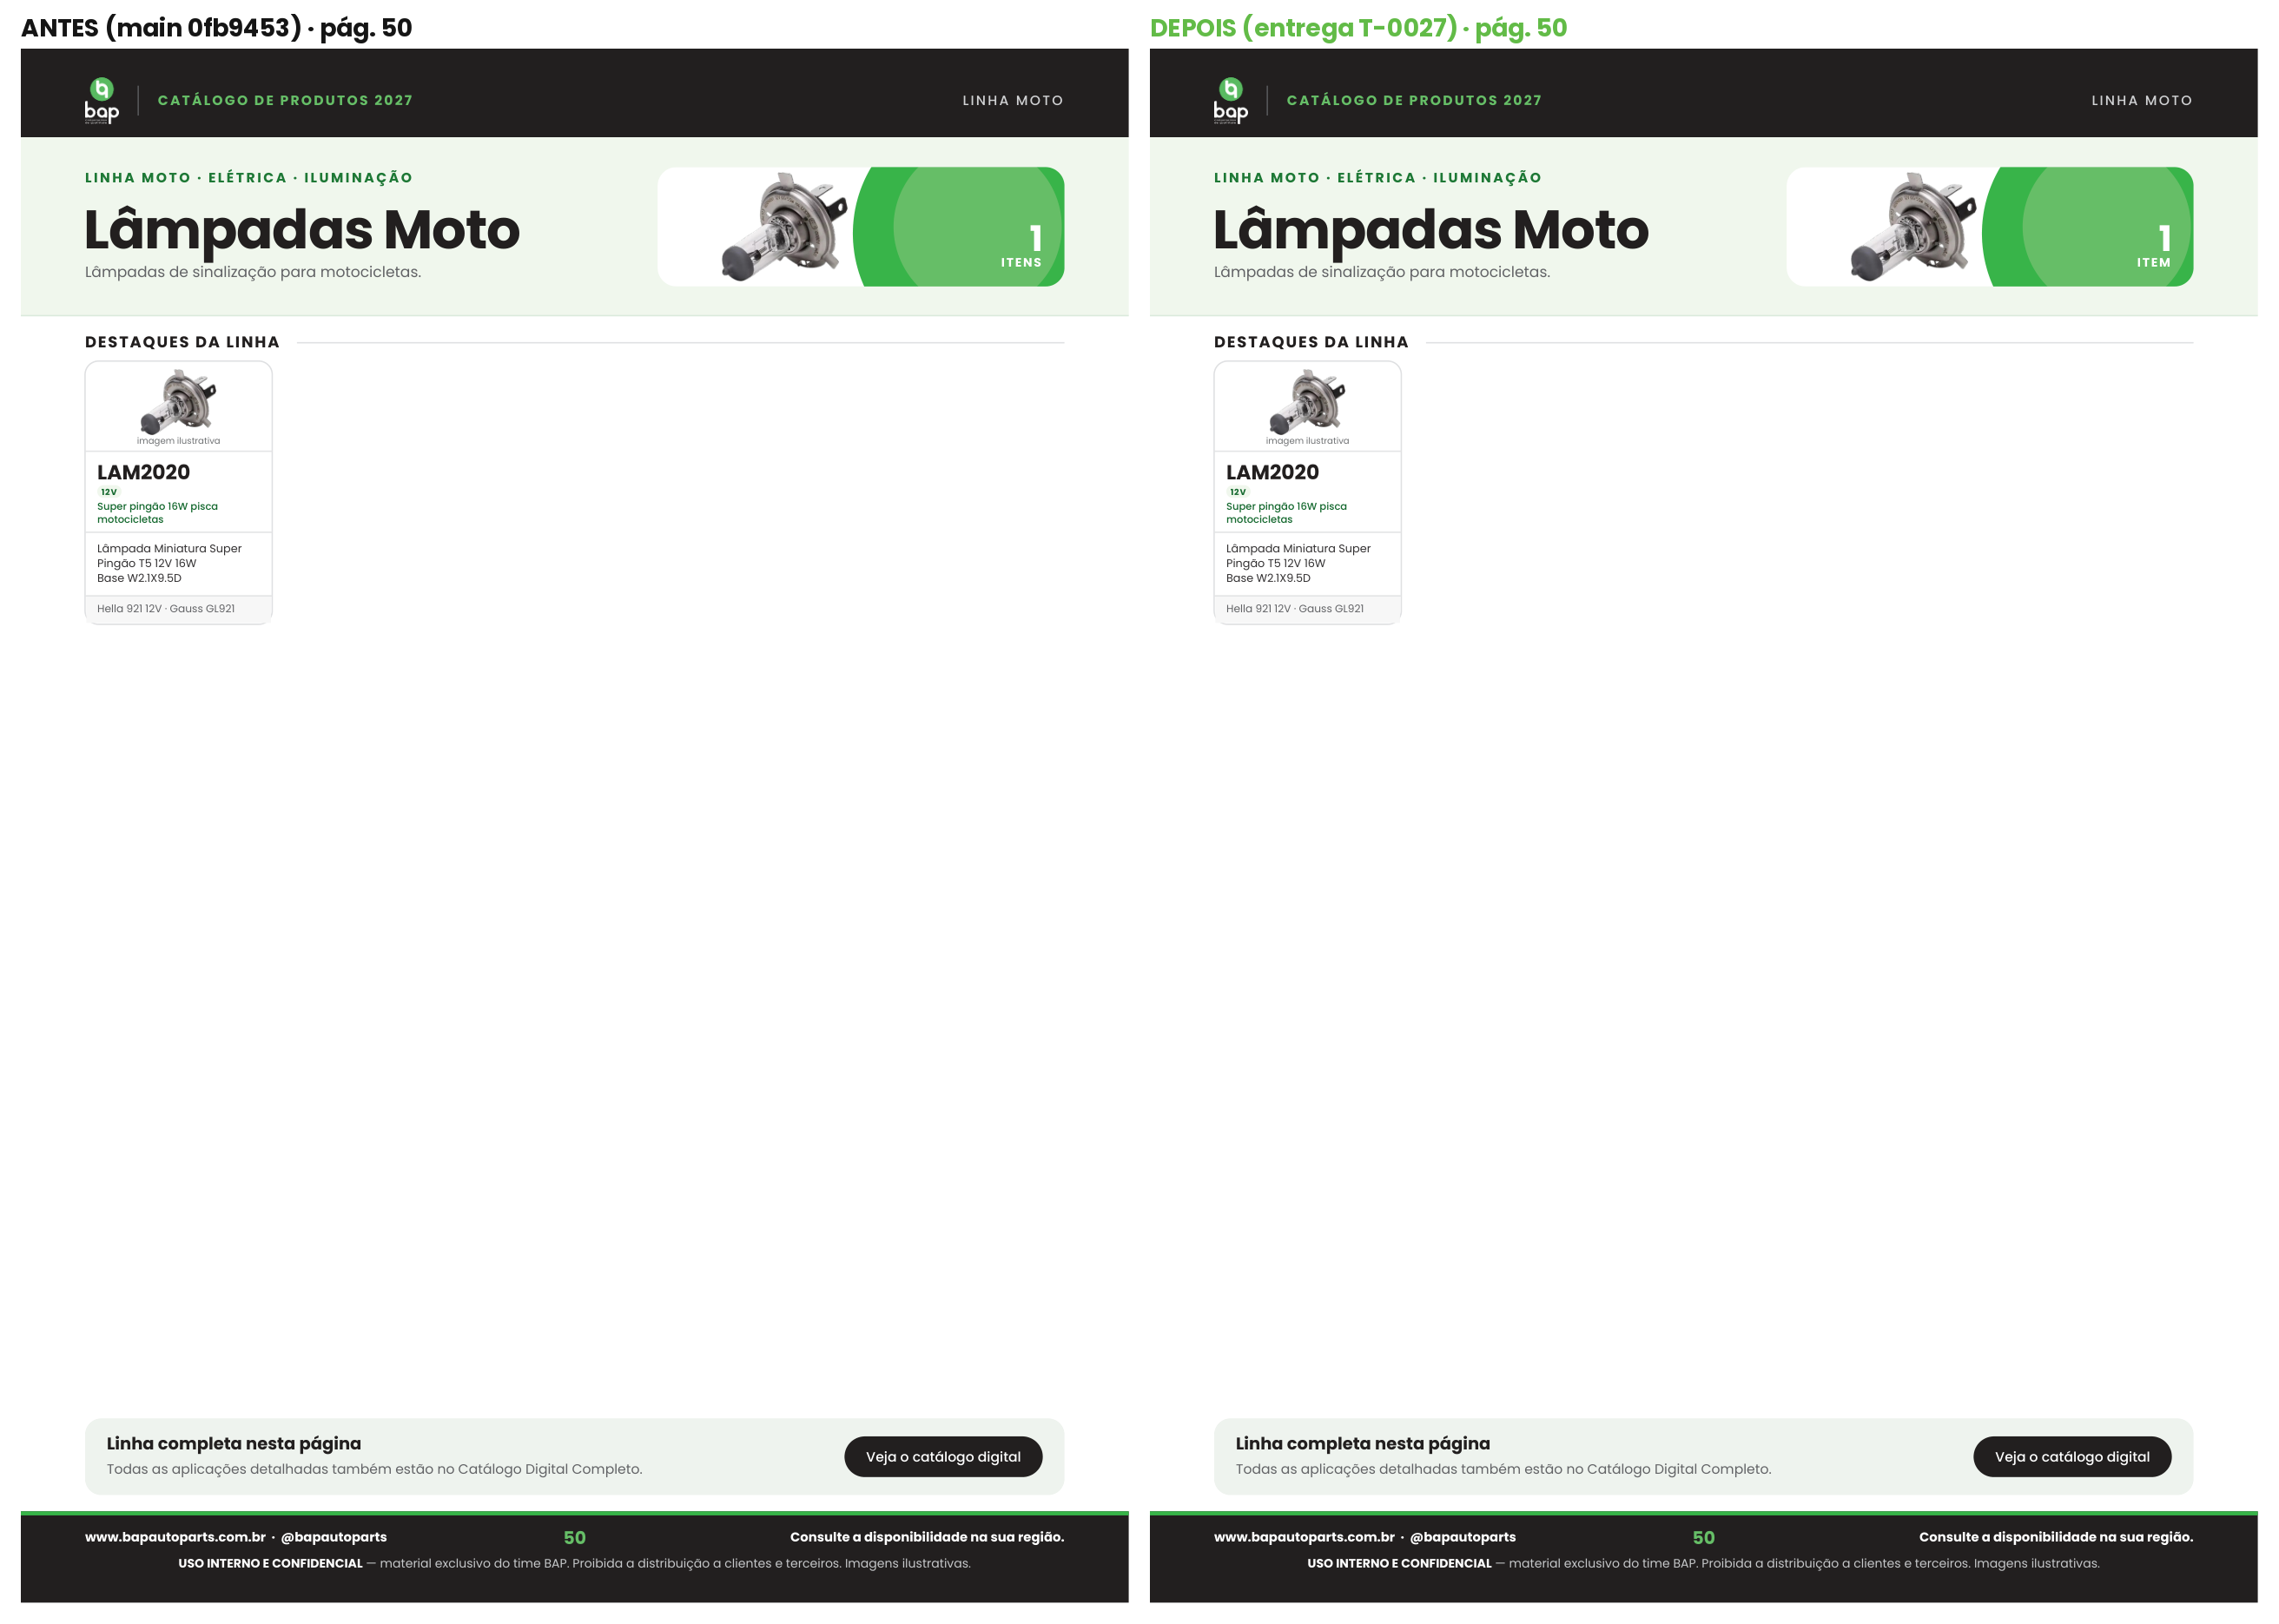 ANTES (main 0fb9453) · pág. 50
bap
CATÁLOGO DE PRODUTOS 2027
LINHA MOTO
LINHA MOTO · ELÉTRICA · ILUMINAÇÃO
Lâmpadas Moto
Lâmpadas de sinalização para motocicletas.
1
ITENS
DESTAQUES DA LINHA
imagem ilustrativa
LAM2020
12V
Super pingão 16W pisca
motocicletas
Lâmpada Miniatura Super
Pingão T5 12V 16W
Base W2.1X9.5D
Hella 921 12V · Gauss GL921
Linha completa nesta página
Todas as aplicações detalhadas também estão no Catálogo Digital Completo.
Veja o catálogo digital
www.bapautoparts.com.br · @bapautoparts
50
Consulte a disponibilidade na sua região.
USO INTERNO E CONFIDENCIAL — material exclusivo do time BAP. Proibida a distribuição a clientes e terceiros. Imagens ilustrativas.
DEPOIS (entrega T-0027) · pág. 50
bap
CATÁLOGO DE PRODUTOS 2027
LINHA MOTO
LINHA MOTO · ELÉTRICA · ILUMINAÇÃO
Lâmpadas Moto
Lâmpadas de sinalização para motocicletas.
1
ITEM
DESTAQUES DA LINHA
imagem ilustrativa
LAM2020
12V
Super pingão 16W pisca
motocicletas
Lâmpada Miniatura Super
Pingão T5 12V 16W
Base W2.1X9.5D
Hella 921 12V · Gauss GL921
Linha completa nesta página
Todas as aplicações detalhadas também estão no Catálogo Digital Completo.
Veja o catálogo digital
www.bapautoparts.com.br · @bapautoparts
50
Consulte a disponibilidade na sua região.
USO INTERNO E CONFIDENCIAL — material exclusivo do time BAP. Proibida a distribuição a clientes e terceiros. Imagens ilustrativas.